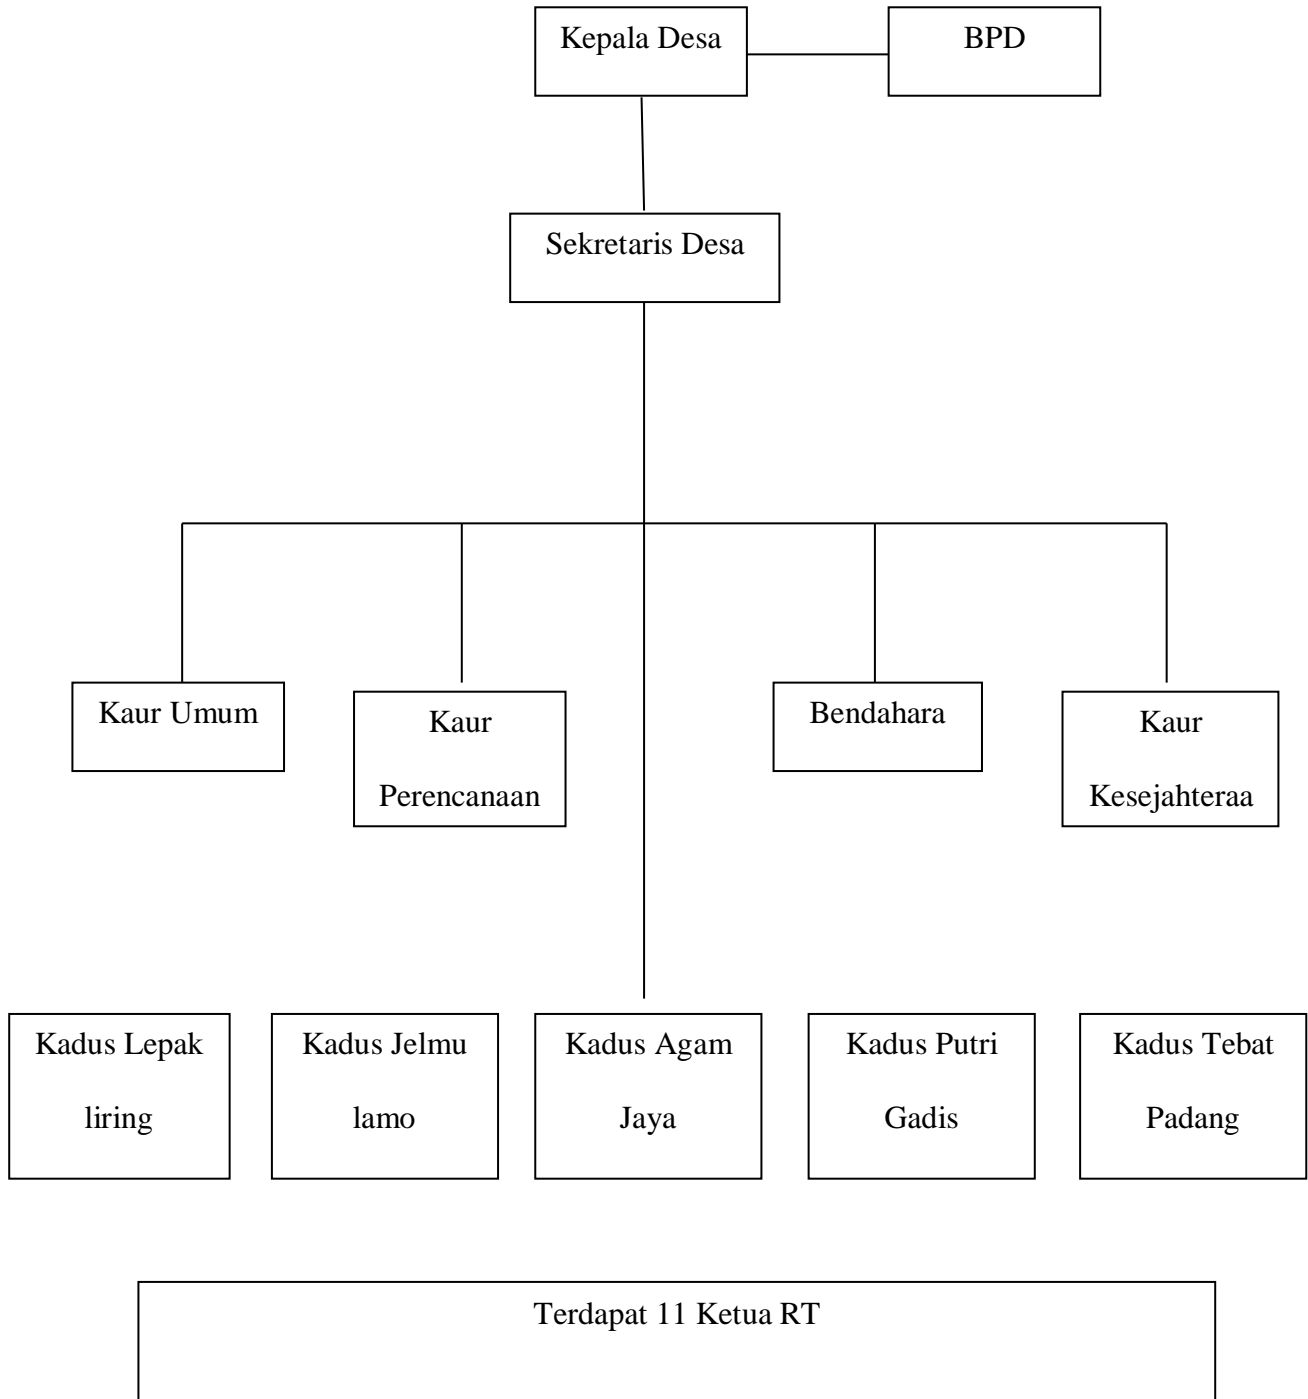 Kepala Desa
BPD
Sekretaris Desa
Kaur Umum
Kaur
Perencanaan
Bendahara
Kaur
Kesejahteraa
Kadus Lepak
liring
Kadus Jelmu
lamo
Kadus Agam
Jaya
Kadus Putri
Gadis
Kadus Tebat
Padang
Terdapat 11 Ketua RT